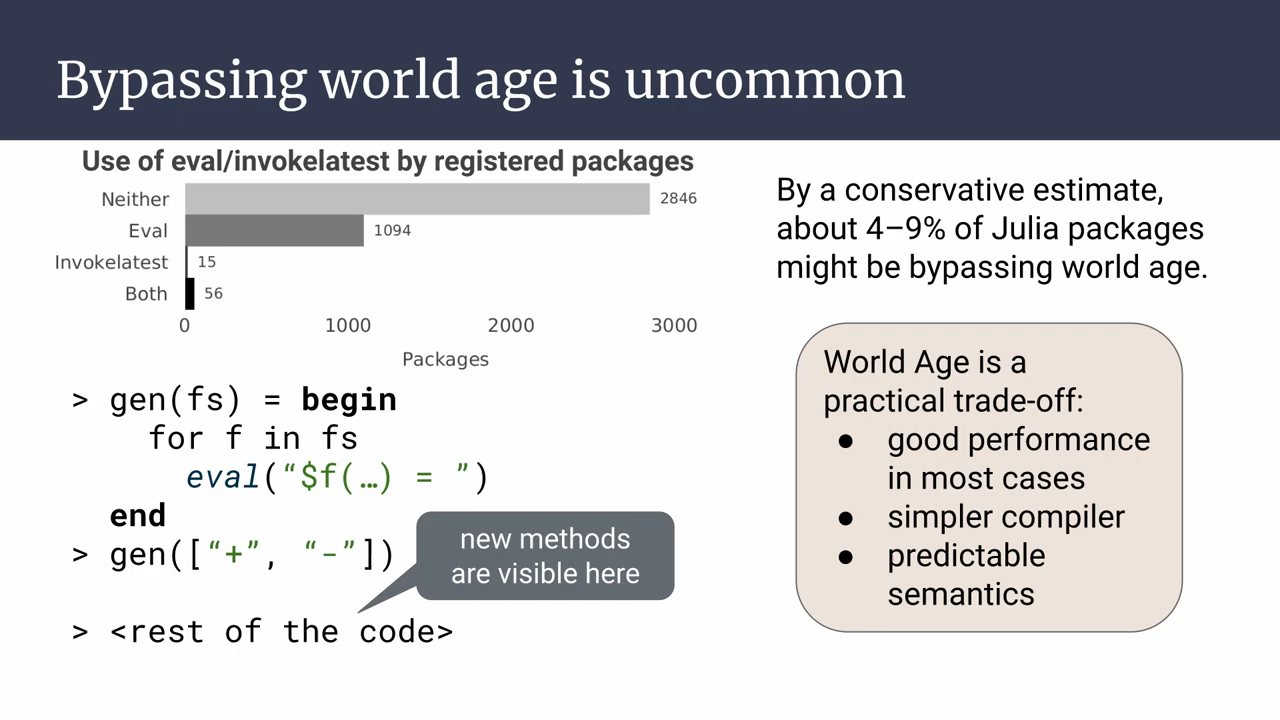 Bypassing world age is uncommon
Use of eval/invokelatest by registered packages
Neither 2846
Eval 1094
Invokelatest 15
Both 56
0 1000 2000 3000
Packages
> gen(fs) = begin
for f in fs
eval(“$f(…) = ”)
end
> gen([“+”, “-”])
new methods
are visible here
> <rest of the code>
By a conservative estimate,
about 4–9% of Julia packages
might be bypassing world age.
World Age is a
practical trade-off:
● good performance
in most cases
● simpler compiler
● predictable
semantics